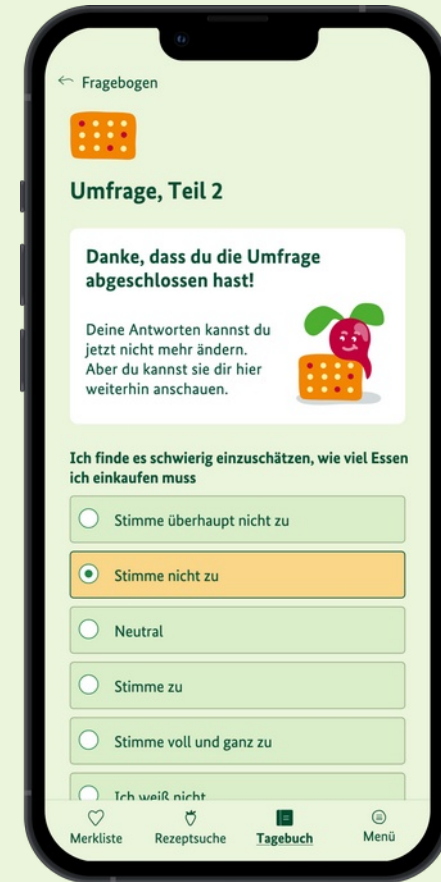 Fragebogen
Umfrage, Teil 2
Danke, dass du die Umfrage
abgeschlossen hast!
Deine Antworten kannst du
jetzt nicht mehr ändern.
Aber du kannst sie dir hier
weiterhin anschauen.
Ich finde es schwierig einzuschätzen, wie viel Essen
ich einkaufen muss
Stimme überhaupt nicht zu
Stimme nicht zu
Neutral
Stimme zu
Stimme voll und ganz zu
Ich weiß nicht
Merkliste Rezeptsuche Tagebuch Menü